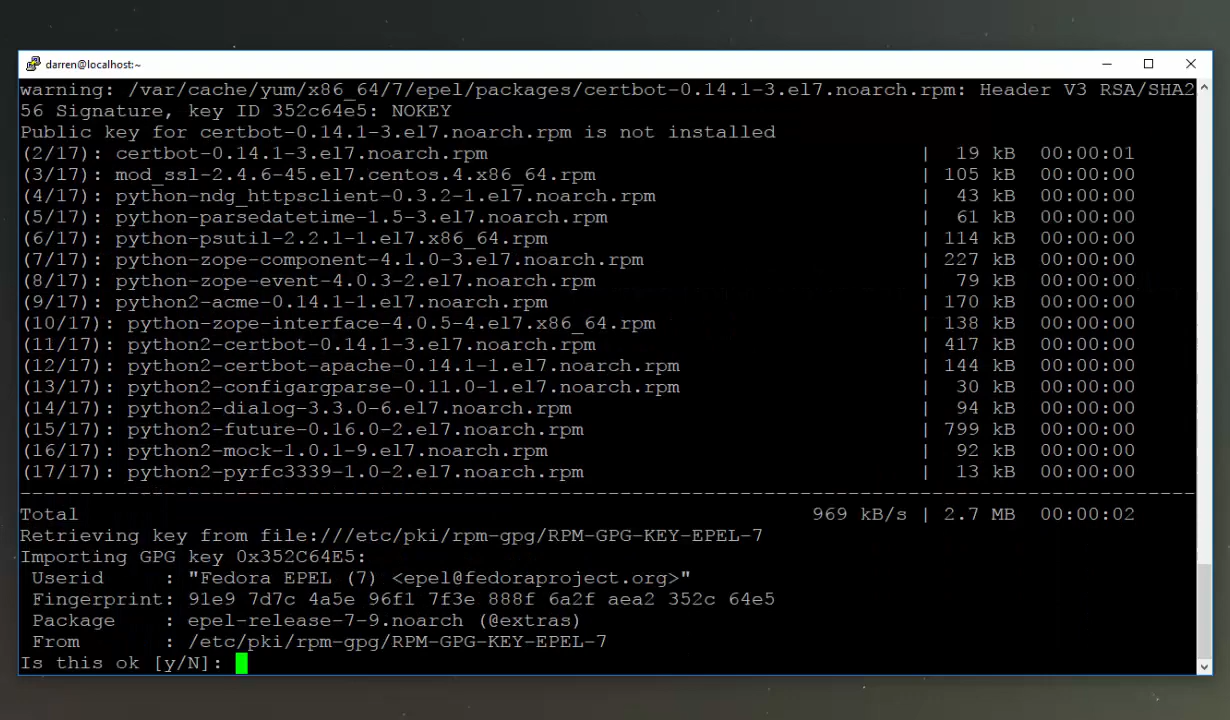 darren@localhost:~
warning: /var/cache/yum/x86_64/7/epel/packages/certbot-0.14.1-3.el7.noarch.rpm: Header V3 RSA/SHA2
56 Signature, key ID 352c64e5: NOKEY
Public key for certbot-0.14.1-3.el7.noarch.rpm is not installed
(2/17): certbot-0.14.1-3.el7.noarch.rpm | 19 kB 00:00:01
(3/17): mod_ssl-2.4.6-45.el7.centos.4.x86_64.rpm | 105 kB 00:00:00
(4/17): python-ndg_httpsclient-0.3.2-1.el7.noarch.rpm | 43 kB 00:00:00
(5/17): python-parsedatetime-1.5-3.el7.noarch.rpm | 61 kB 00:00:00
(6/17): python-psutil-2.2.1-1.el7.x86_64.rpm | 114 kB 00:00:00
(7/17): python-zope-component-4.1.0-3.el7.noarch.rpm | 227 kB 00:00:00
(8/17): python-zope-event-4.0.3-2.el7.noarch.rpm | 79 kB 00:00:00
(9/17): python2-acme-0.14.1-1.el7.noarch.rpm | 170 kB 00:00:00
(10/17): python-zope-interface-4.0.5-4.el7.x86_64.rpm | 138 kB 00:00:00
(11/17): python2-certbot-0.14.1-3.el7.noarch.rpm | 417 kB 00:00:00
(12/17): python2-certbot-apache-0.14.1-1.el7.noarch.rpm | 144 kB 00:00:00
(13/17): python2-configargparse-0.11.0-1.el7.noarch.rpm | 30 kB 00:00:00
(14/17): python2-dialog-3.3.0-6.el7.noarch.rpm | 94 kB 00:00:00
(15/17): python2-future-0.16.0-2.el7.noarch.rpm | 799 kB 00:00:00
(16/17): python2-mock-1.0.1-9.el7.noarch.rpm | 92 kB 00:00:00
(17/17): python2-pyrfc3339-1.0-2.el7.noarch.rpm | 13 kB 00:00:00
--------------------------------------------------------------------------------------------------
Total 969 kB/s | 2.7 MB 00:00:02
Retrieving key from file:///etc/pki/rpm-gpg/RPM-GPG-KEY-EPEL-7
Importing GPG key 0x352C64E5:
Userid : "Fedora EPEL (7) <epel@fedoraproject.org>"
Fingerprint: 91e9 7d7c 4a5e 96f1 7f3e 888f 6a2f aea2 352c 64e5
Package : epel-release-7-9.noarch (@extras)
From : /etc/pki/rpm-gpg/RPM-GPG-KEY-EPEL-7
Is this ok [y/N]: